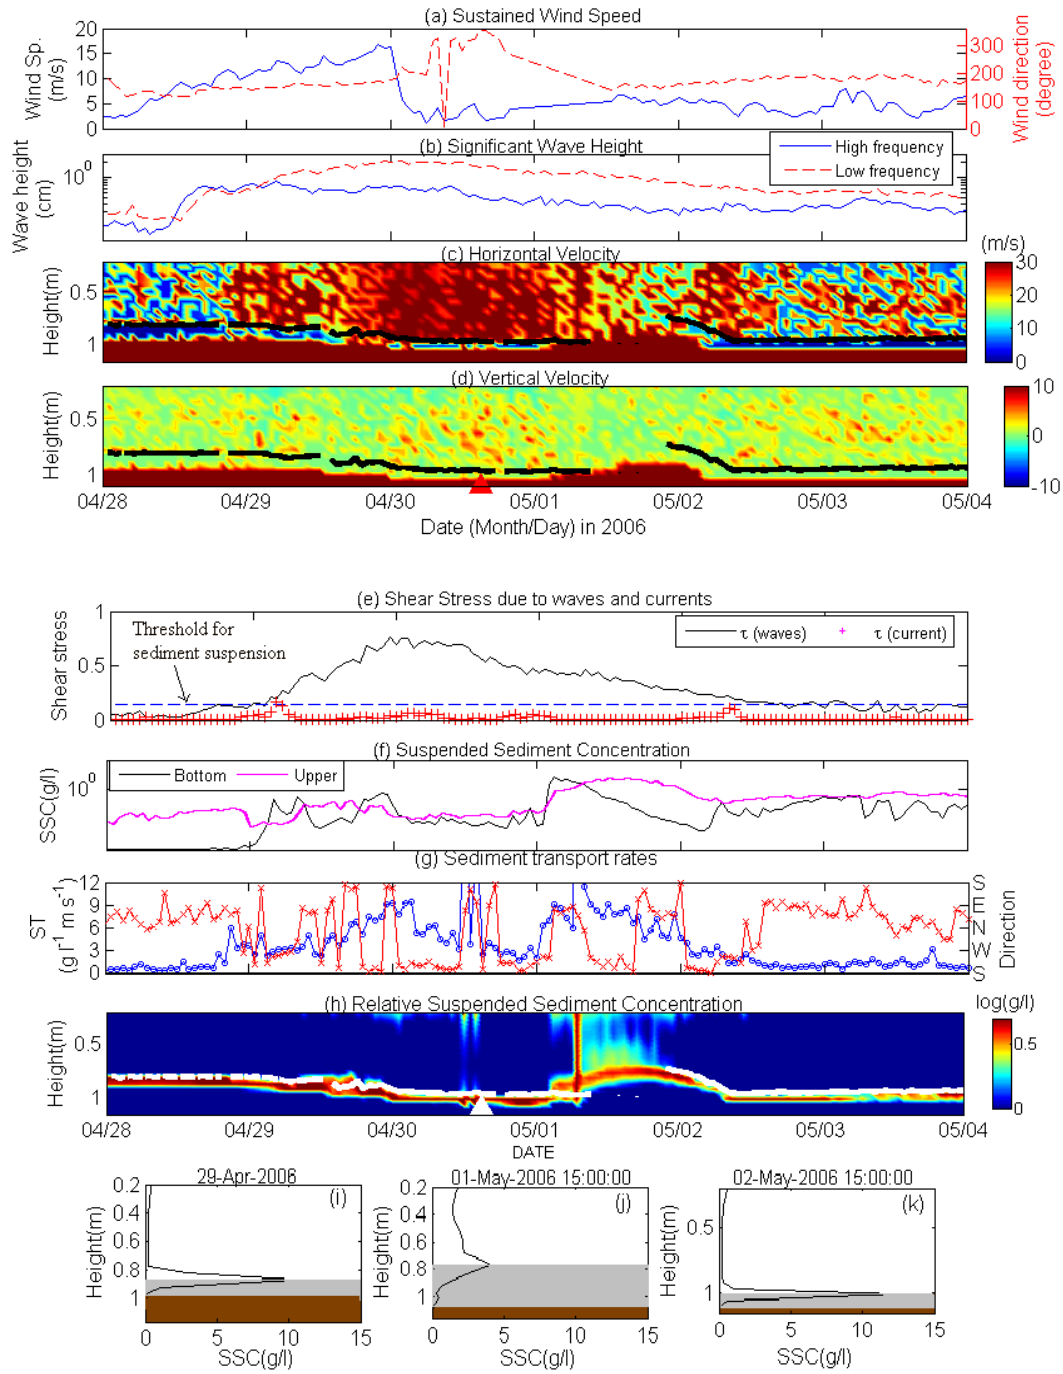 (a) Sustained Wind Speed
Wind Sp.
(m/s)
20
15
10
5
0
300
200
100
0
Wind direction
(degree)
(b) Significant Wave Height
Wave height
(cm)
10^0
High frequency
Low frequency
(c) Horizontal Velocity
Height(m)
0.5
1
(m/s)
30
20
10
0
(d) Vertical Velocity
Height(m)
0.5
1
10
0
-10
04/28 04/29 04/30 05/01 05/02 05/03 05/04
Date (Month/Day) in 2006
(e) Shear Stress due to waves and currents
Shear stress
1
0.5
0
Threshold for
sediment suspension
τ (waves) τ (current)
(f) Suspended Sediment Concentration
SSC(g/l)
10^0
Bottom Upper
(g) Sediment transport rates
ST
(g l^-1 m s^-1)
12
9
6
3
0
S
E
N
W
S
Direction
(h) Relative Suspended Sediment Concentration
Height(m)
0.5
1
log(g/l)
0.5
0
04/28 04/29 04/30 05/01 05/02 05/03 05/04
DATE
29-Apr-2006
(i)
Height(m)
0.2
0.4
0.6
0.8
1
0 5 10 15
SSC(g/l)
01-May-2006 15:00:00
(j)
Height(m)
0.2
0.4
0.6
0.8
1
0 5 10 15
SSC(g/l)
02-May-2006 15:00:00
(k)
Height(m)
0.5
1
0 5 10 15
SSC(g/l)